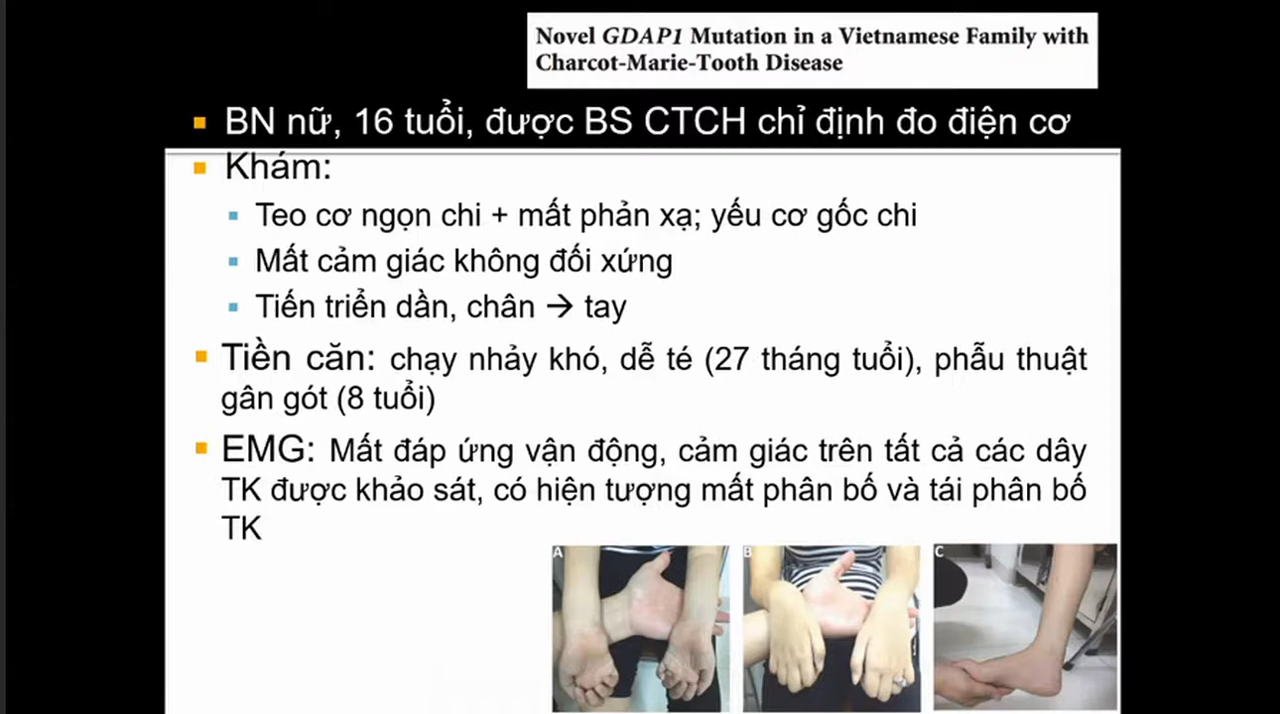 Novel GDAP1 Mutation in a Vietnamese Family with
Charcot-Marie-Tooth Disease
BN nữ, 16 tuổi, được BS CTCH chỉ định đo điện cơ
Khám:
Teo cơ ngọn chi + mất phản xạ; yếu cơ gốc chi
Mất cảm giác không đối xứng
Tiến triển dần, chân → tay
Tiền căn: chạy nhảy khó, dễ té (27 tháng tuổi), phẫu thuật
gân gót (8 tuổi)
EMG: Mất đáp ứng vận động, cảm giác trên tất cả các dây
TK được khảo sát, có hiện tượng mất phân bố và tái phân bố
TK
A
B
C